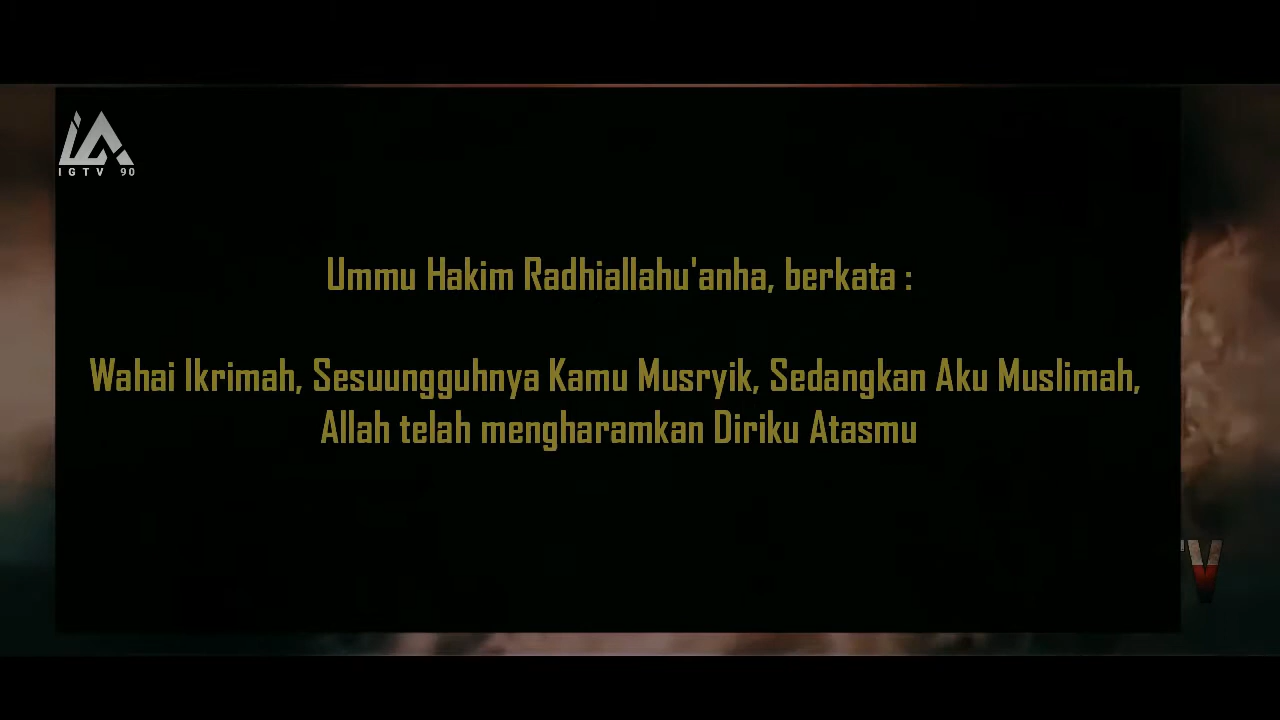 IGTV 90
Ummu Hakim Radhiallahu'anha, berkata :
Wahai Ikrimah, Sesuungguhnya Kamu Musryik, Sedangkan Aku Muslimah,
Allah telah mengharamkan Diriku Atasmu
V